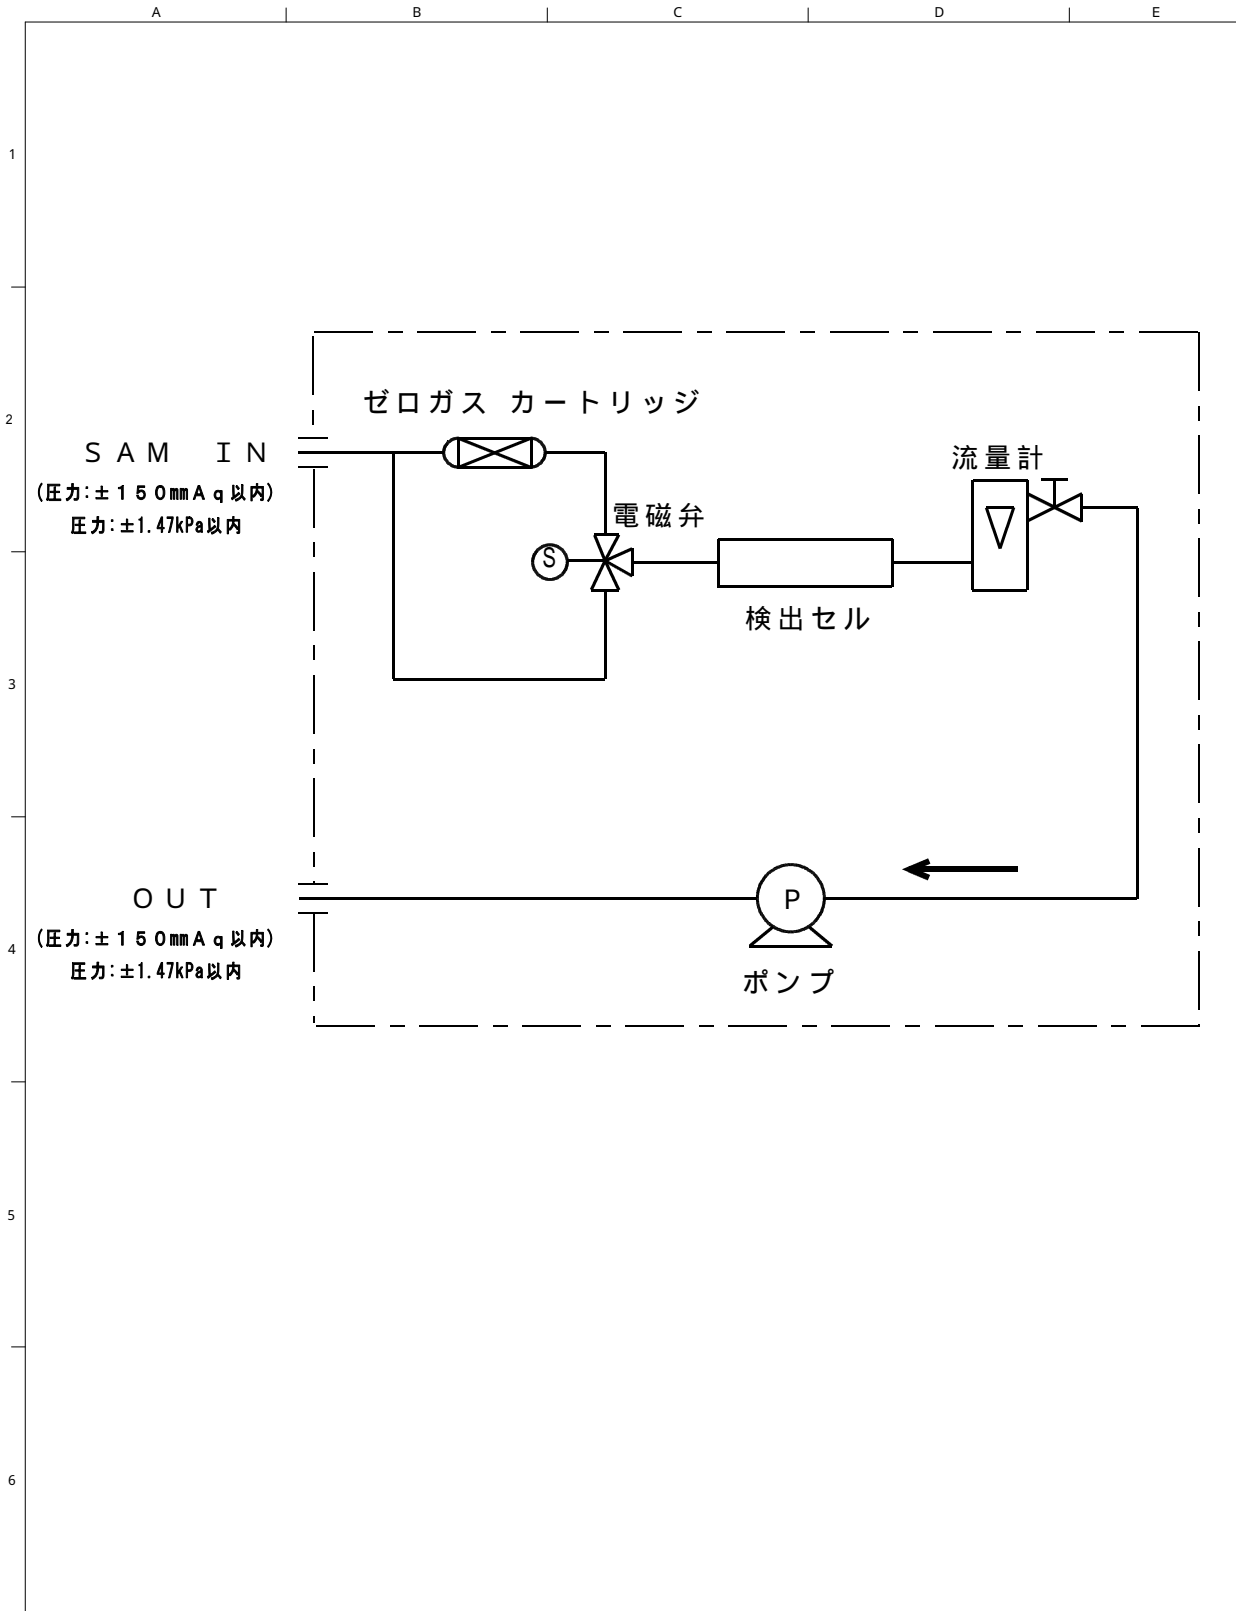 A B C D E
1
2
3
4
5
6
ゼロガス カートリッジ
SAM IN
(圧力:±150mmAq以内)
圧力:±1.47kPa以内
流量計
電磁弁
S
検出セル
OUT
(圧力:±150mmAq以内)
圧力:±1.47kPa以内
P
ポンプ